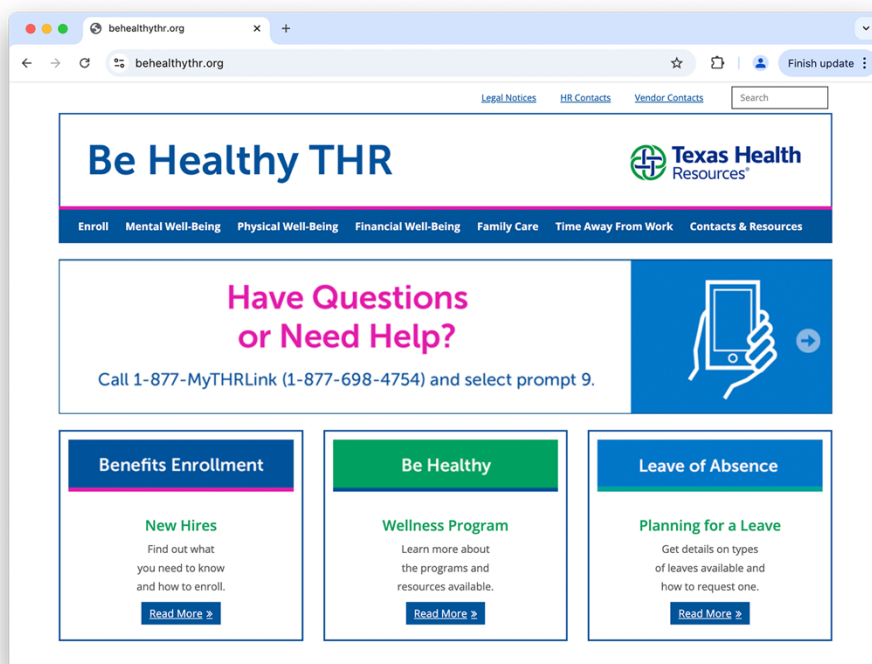 behealthythr.org
behealthythr.org
Finish update
Legal Notices HR Contacts Vendor Contacts Search
Be Healthy THR
Texas Health
Resources®
Enroll Mental Well-Being Physical Well-Being Financial Well-Being Family Care Time Away From Work Contacts & Resources
Have Questions
or Need Help?
Call 1-877-MyTHRLink (1-877-698-4754) and select prompt 9.
Benefits Enrollment
New Hires
Find out what
you need to know
and how to enroll.
Read More »
Be Healthy
Wellness Program
Learn more about
the programs and
resources available.
Read More »
Leave of Absence
Planning for a Leave
Get details on types
of leaves available and
how to request one.
Read More »